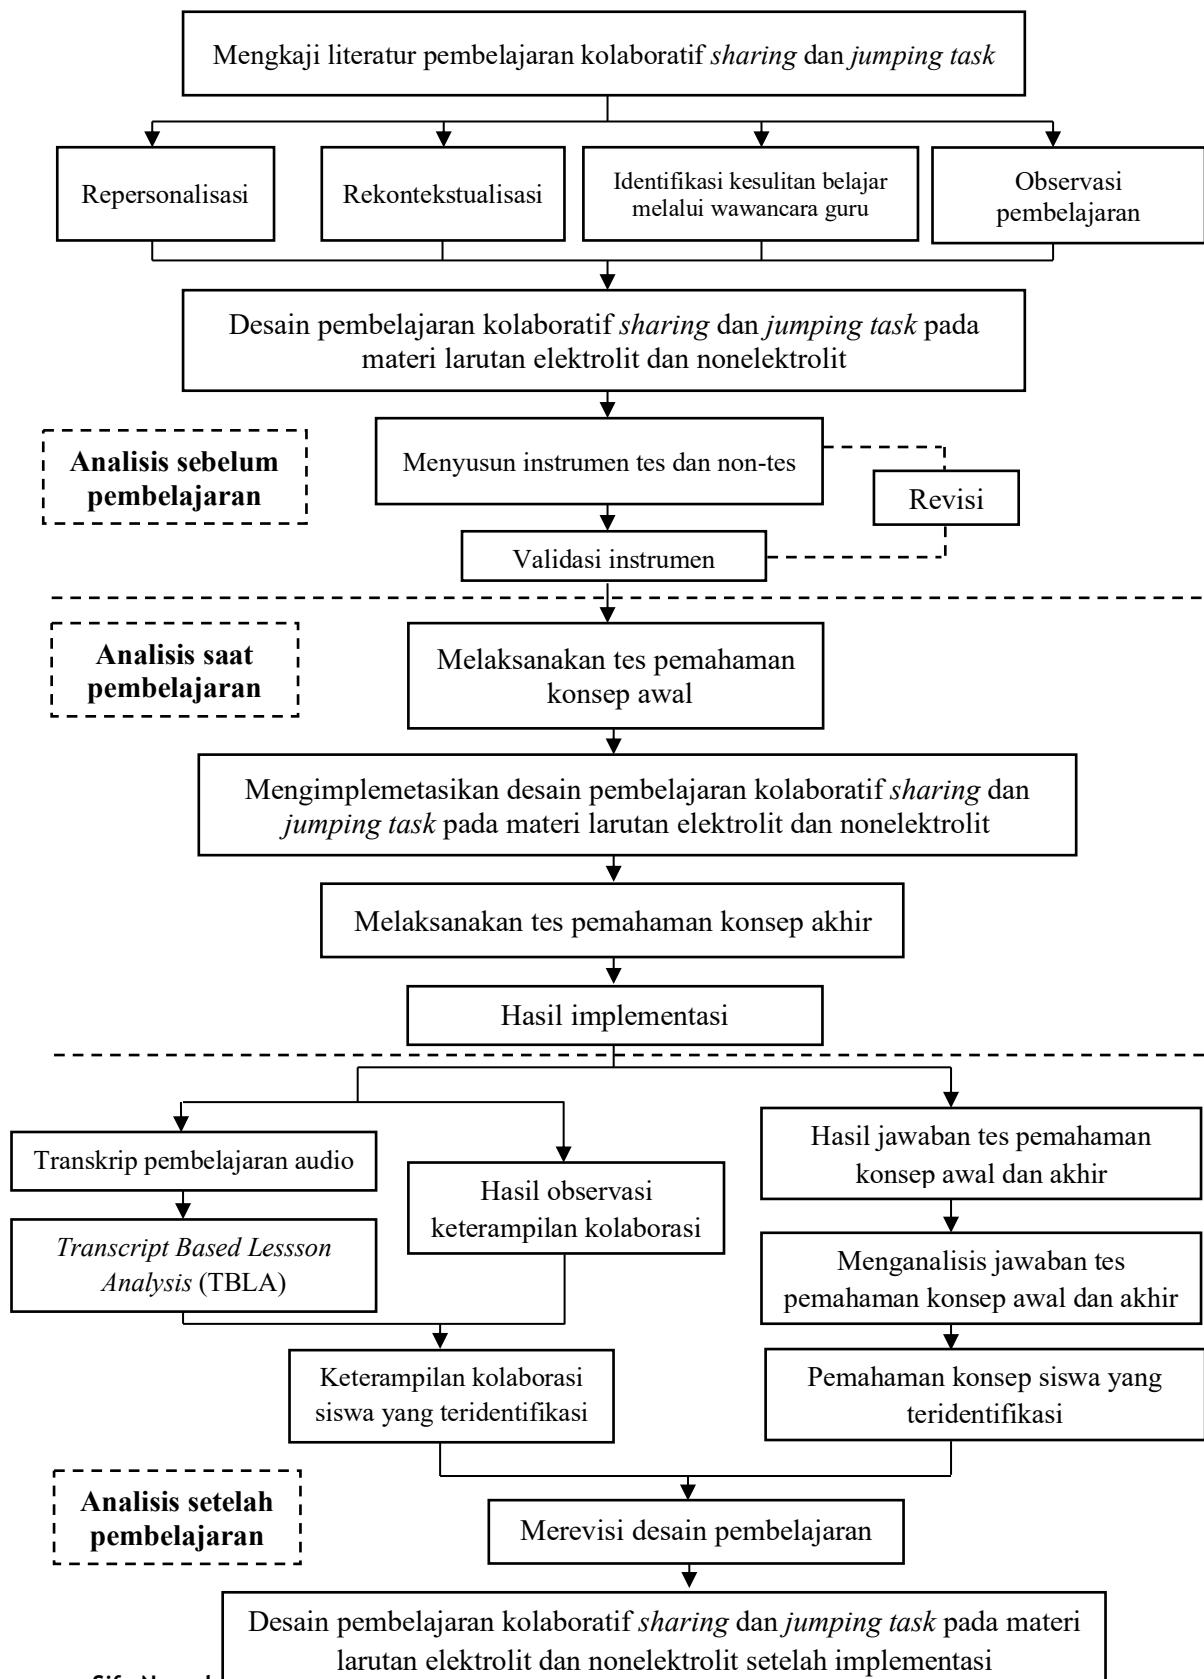 Mengkaji literatur pembelajaran kolaboratif sharing dan jumping task
Repersonalisasi
Rekontekstualisasi
Identifikasi kesulitan belajar
melalui wawancara guru
Observasi
pembelajaran
Desain pembelajaran kolaboratif sharing dan jumping task pada
materi larutan elektrolit dan nonelektrolit
Analisis sebelum
pembelajaran
Menyusun instrumen tes dan non-tes
Revisi
Validasi instrumen
Analisis saat
pembelajaran
Melaksanakan tes pemahaman
konsep awal
Mengimplemetasikan desain pembelajaran kolaboratif sharing dan
jumping task pada materi larutan elektrolit dan nonelektrolit
Melaksanakan tes pemahaman konsep akhir
Hasil implementasi
Transkrip pembelajaran audio
Hasil observasi
keterampilan kolaborasi
Hasil jawaban tes pemahaman
konsep awal dan akhir
Transcript Based Lessson
Analysis (TBLA)
Menganalisis jawaban tes
pemahaman konsep awal dan akhir
Keterampilan kolaborasi
siswa yang teridentifikasi
Pemahaman konsep siswa yang
teridentifikasi
Analisis setelah
pembelajaran
Merevisi desain pembelajaran
Desain pembelajaran kolaboratif sharing dan jumping task pada materi
larutan elektrolit dan nonelektrolit setelah implementasi